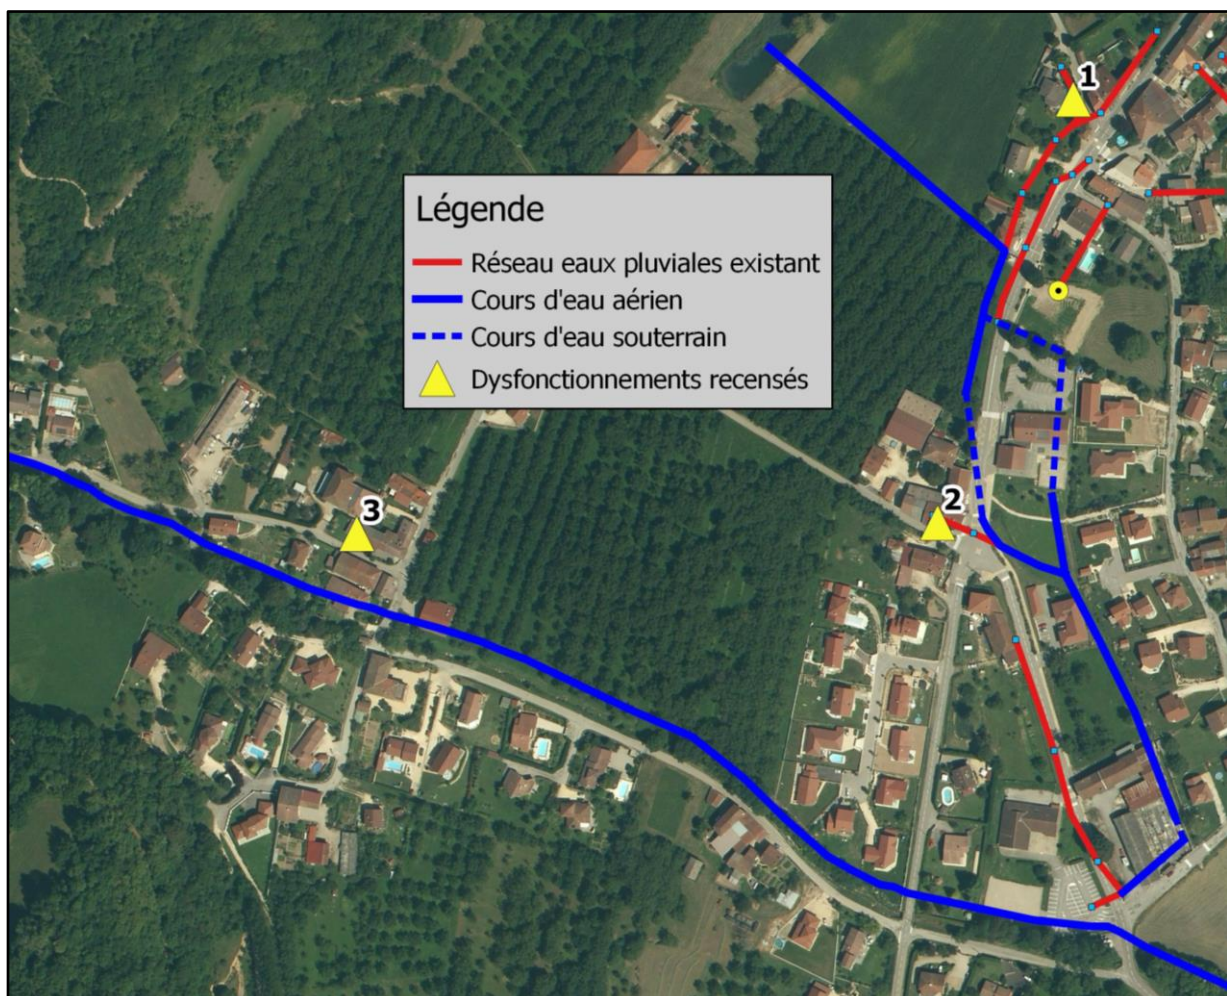 1
Légende
Réseau eaux pluviales existant
Cours d'eau aérien
Cours d'eau souterrain
Dysfonctionnements recensés
2
3